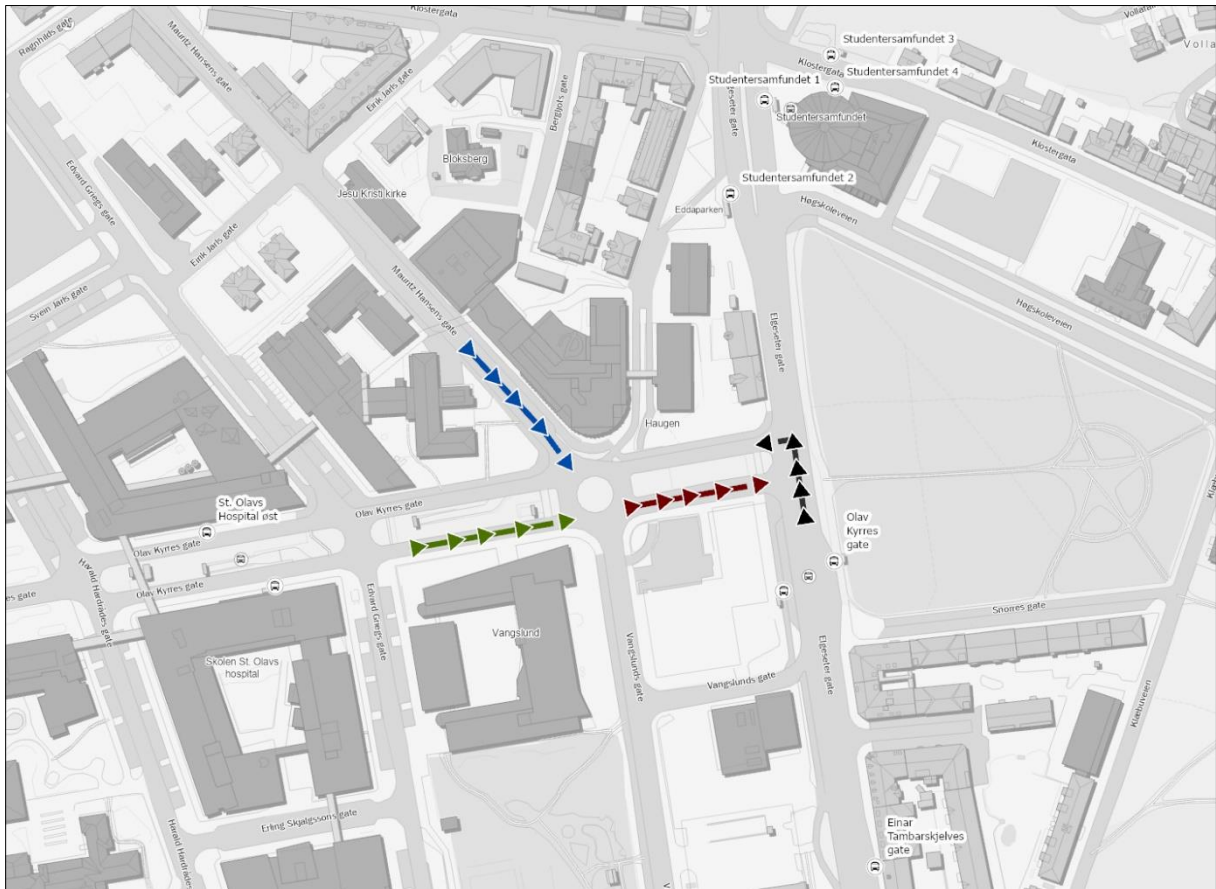 Ragnhilds gate
Mauritz Hansens gate
Klostergata
Eirik Jarls gate
Bergljots gate
Bloksberg
Jesu Kristi kirke
Edvard Griegs gate
Eirik Jarls gate
Svein Jarls gate
Mauritz Hansens gate
Studentersamfundet 3
Klostergata
Studentersamfundet 4
Studentersamfundet 1
Studentersamfundet
Elgeseter gate
Klostergata
Studentersamfundet 2
Eddaparken
Høgskoleveien
Høgskoleveien
Elgeseter gate
Haugen
St. Olavs
Hospital øst
Olav Kyrres gate
Olav Kyrres gate
Olav Kyrres gate
Olav
Kyrres
gate
Harald Hardrådes gate
Edvard Griegs gate
Vangslund
Skolen St. Olavs
hospital
Vangslunds gate
Vangslunds gate
Elgeseter gate
Snorres gate
Klæbuveien
Erling Skjalgssons gate
Einar
Tambarskjelves
gate